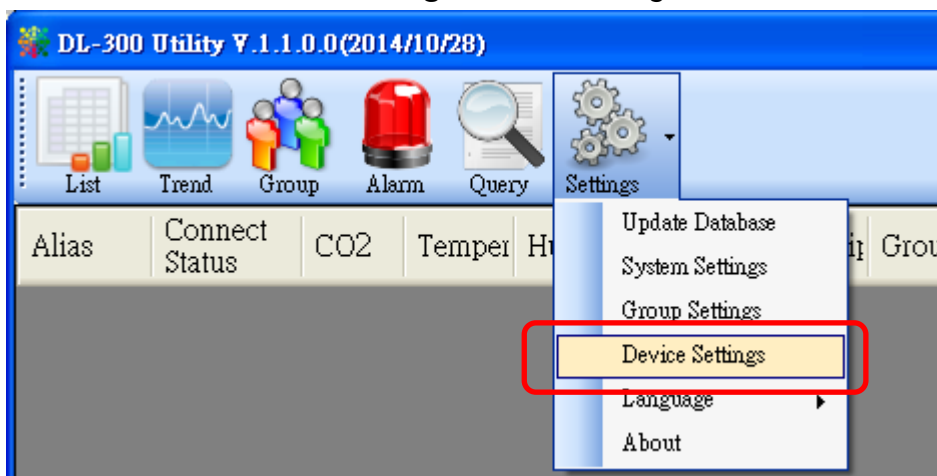 DL-300 Utility V.1.1.0.0(2014/10/28)
List Trend Group Alarm Query Settings
Alias Connect Status CO2
Update Database
System Settings
Group Settings
Device Settings
Language
About